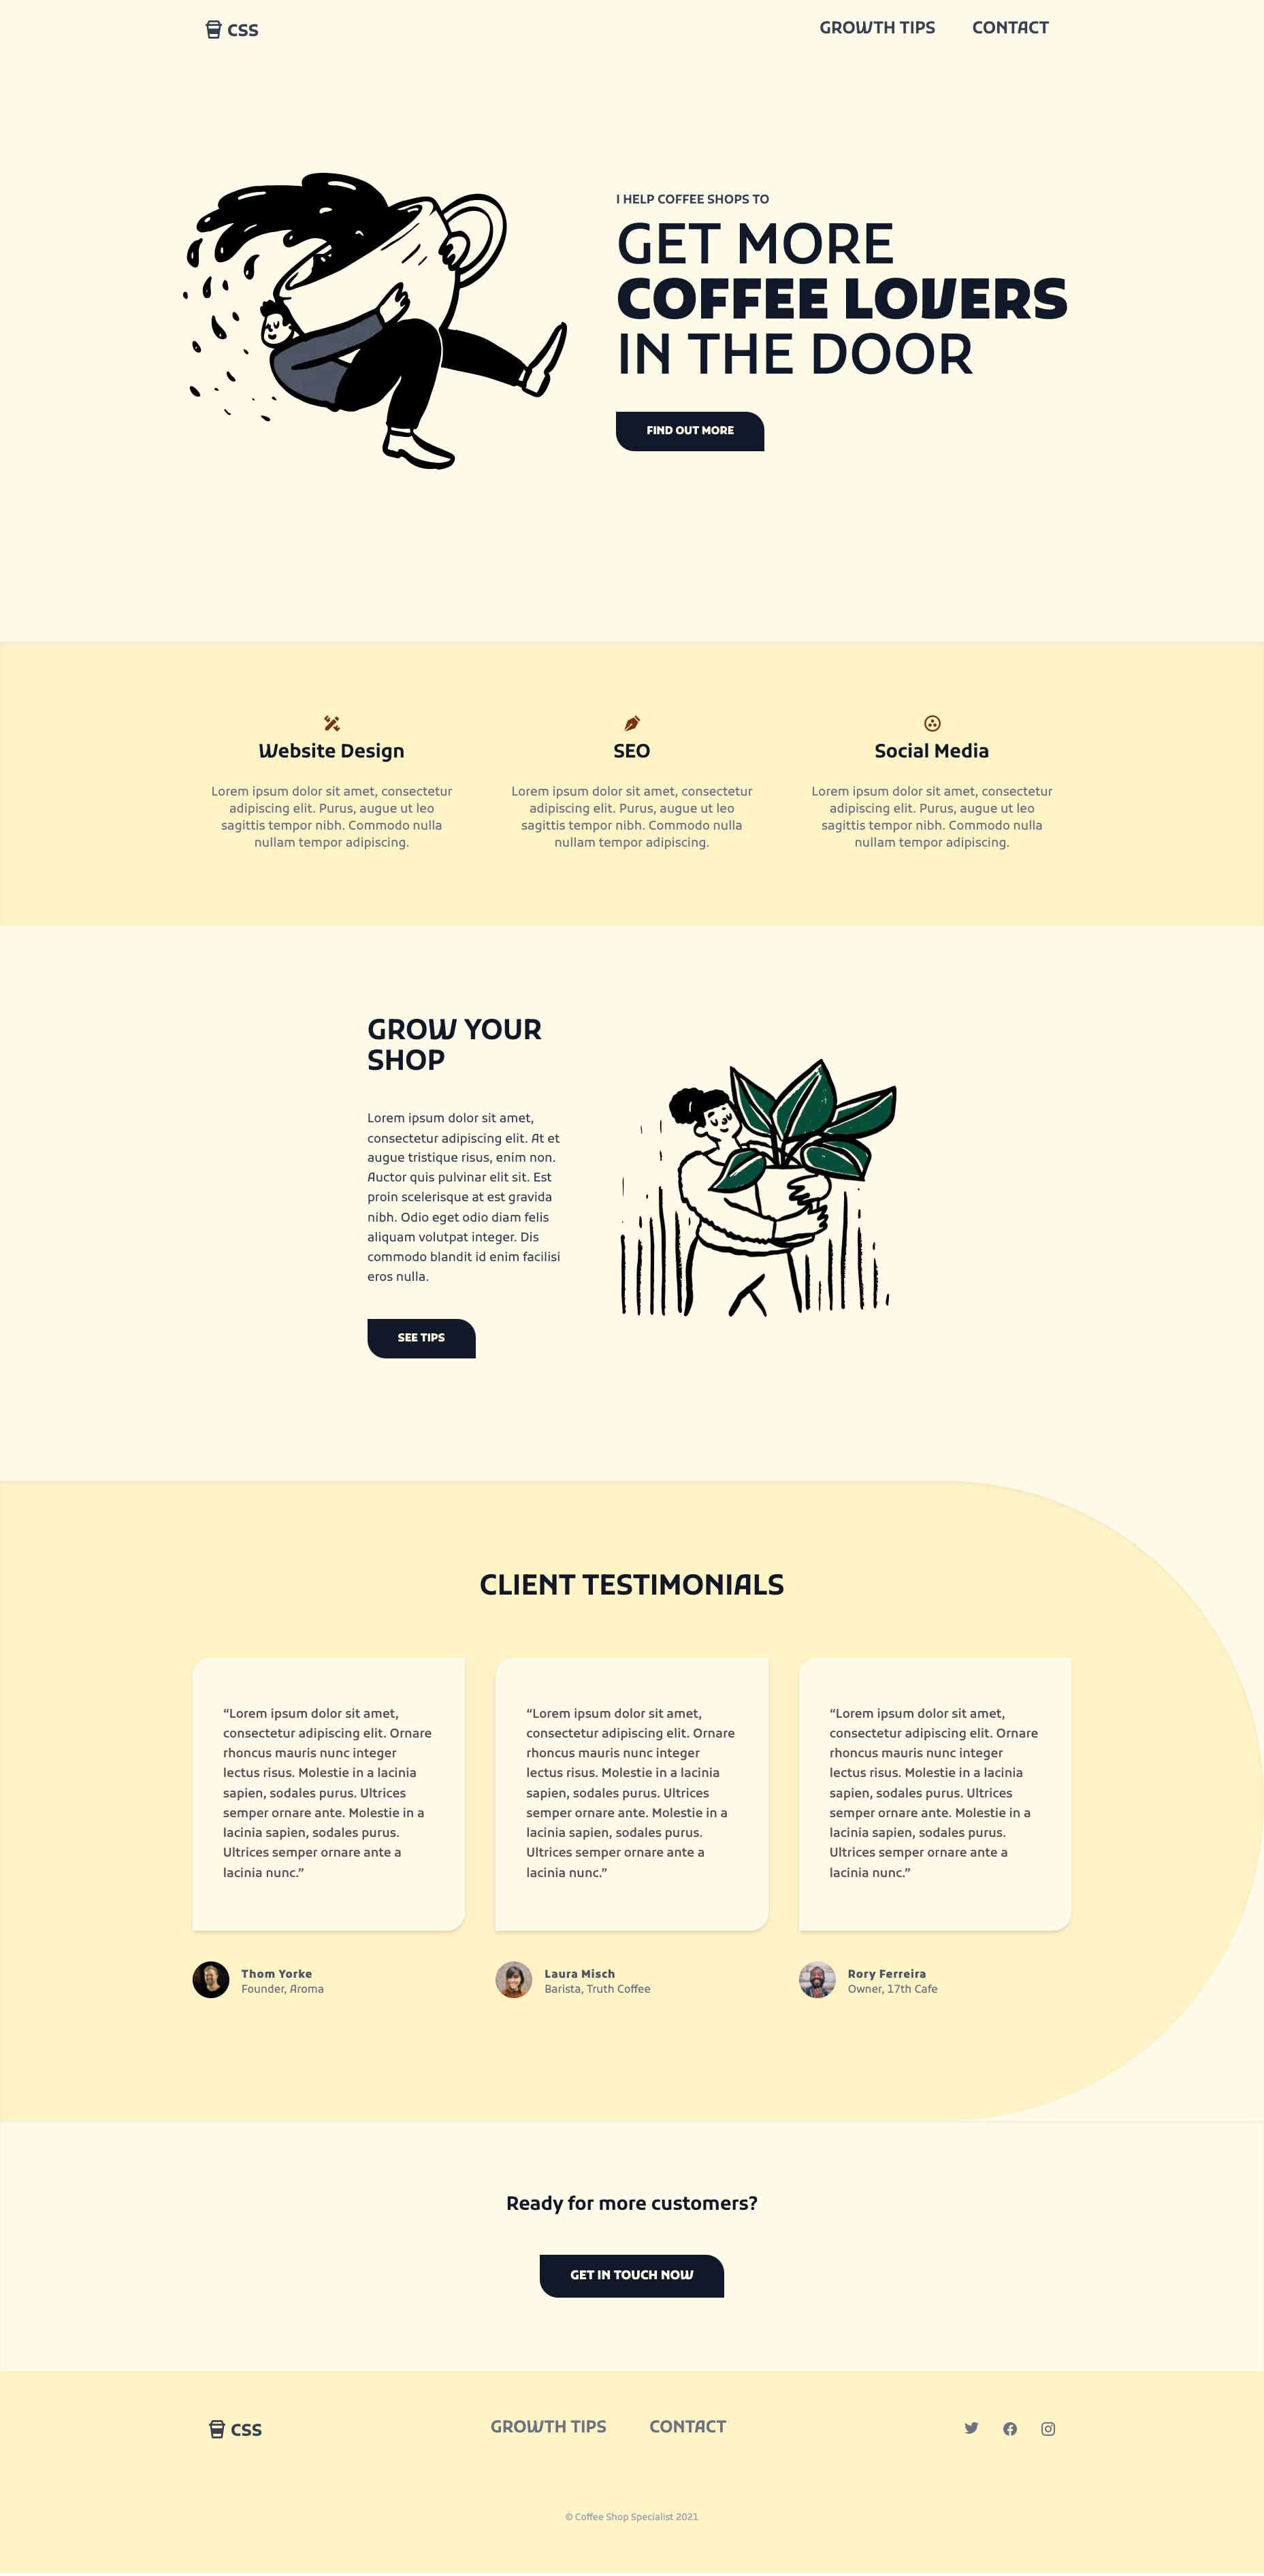 CSS
GROWTH TIPS
CONTACT
I HELP COFFEE SHOPS TO
GET MORE
COFFEE LOVERS
IN THE DOOR
FIND OUT MORE
Website Design
Lorem ipsum dolor sit amet, consectetur
adipiscing elit. Purus, augue ut leo
sagittis tempor nibh. Commodo nulla
nullam tempor adipiscing.
SEO
Lorem ipsum dolor sit amet, consectetur
adipiscing elit. Purus, augue ut leo
sagittis tempor nibh. Commodo nulla
nullam tempor adipiscing.
Social Media
Lorem ipsum dolor sit amet, consectetur
adipiscing elit. Purus, augue ut leo
sagittis tempor nibh. Commodo nulla
nullam tempor adipiscing.
GROW YOUR
SHOP
Lorem ipsum dolor sit amet,
consectetur adipiscing elit. At et
augue tristique risus, enim non.
Auctor quis pulvinar elit sit. Est
proin scelerisque at est gravida
nibh. Odio eget odio diam felis
aliquam volutpat integer. Dis
commodo blandit id enim facilisi
eros nulla.
SEE TIPS
CLIENT TESTIMONIALS
“Lorem ipsum dolor sit amet,
consectetur adipiscing elit. Ornare
rhoncus mauris nunc integer
lectus risus. Molestie in a lacinia
sapien, sodales purus. Ultrices
semper ornare ante. Molestie in a
lacinia sapien, sodales purus.
Ultrices semper ornare ante a
lacinia nunc.”
Thom Yorke
Founder, Aroma
“Lorem ipsum dolor sit amet,
consectetur adipiscing elit. Ornare
rhoncus mauris nunc integer
lectus risus. Molestie in a lacinia
sapien, sodales purus. Ultrices
semper ornare ante. Molestie in a
lacinia sapien, sodales purus.
Ultrices semper ornare ante a
lacinia nunc.”
Laura Misch
Barista, Truth Coffee
“Lorem ipsum dolor sit amet,
consectetur adipiscing elit. Ornare
rhoncus mauris nunc integer
lectus risus. Molestie in a lacinia
sapien, sodales purus. Ultrices
semper ornare ante. Molestie in a
lacinia sapien, sodales purus.
Ultrices semper ornare ante a
lacinia nunc.”
Rory Ferreira
Owner, 17th Cafe
Ready for more customers?
GET IN TOUCH NOW
CSS
GROWTH TIPS
CONTACT
© Coffee Shop Specialist 2021